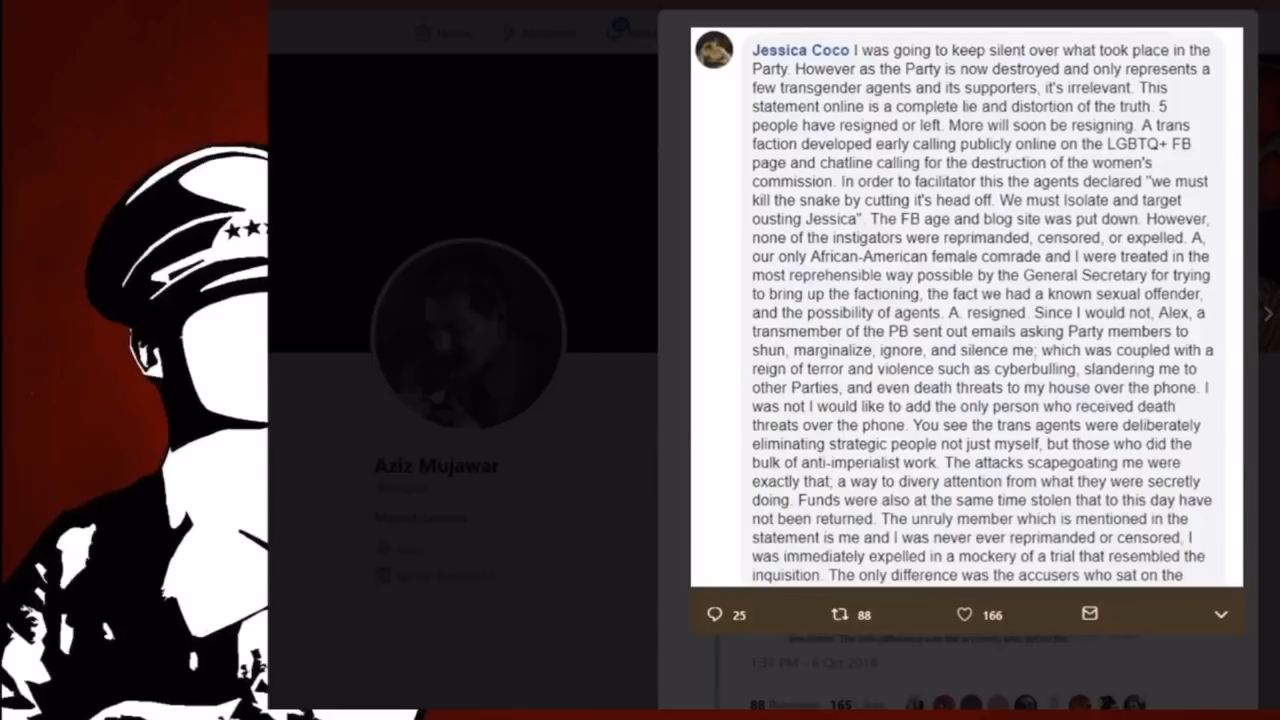 Home
Aziz Mujawar
Jessica Coco I was going to keep silent over what took place in the
Party. However as the Party is now destroyed and only represents a
few transgender agents and its supporters, it's irrelevant. This
statement online is a complete lie and distortion of the truth. 5
people have resigned or left. More will soon be resigning. A trans
faction developed early calling publicly online on the LGBTQ+ FB
page and chatline calling for the destruction of the women's
commission. In order to facilitator this the agents declared "we must
kill the snake by cutting it's head off. We must Isolate and target
ousting Jessica". The FB age and blog site was put down. However,
none of the instigators were reprimanded, censored, or expelled. A,
our only African-American female comrade and I were treated in the
most reprehensible way possible by the General Secretary for trying
to bring up the factioning, the fact we had a known sexual offender,
and the possibility of agents. A. resigned. Since I would not, Alex, a
transmember of the PB sent out emails asking Party members to
shun, marginalize, ignore, and silence me; which was coupled with a
reign of terror and violence such as cyberbulling, slandering me to
other Parties, and even death threats to my house over the phone. I
was not I would like to add the only person who received death
threats over the phone. You see the trans agents were deliberately
eliminating strategic people not just myself, but those who did the
bulk of anti-imperialist work. The attacks scapegoating me were
exactly that; a way to divery attention from what they were secretly
doing. Funds were also at the same time stolen that to this day have
not been returned. The unruly member which is mentioned in the
statement is me and I was never ever reprimanded or censored, I
was immediately expelled in a mockery of a trial that resembled the
inquisition. The only difference was the accusers who sat on the
25 88 166
1:37 PM - 6 Oct 2018
88 165